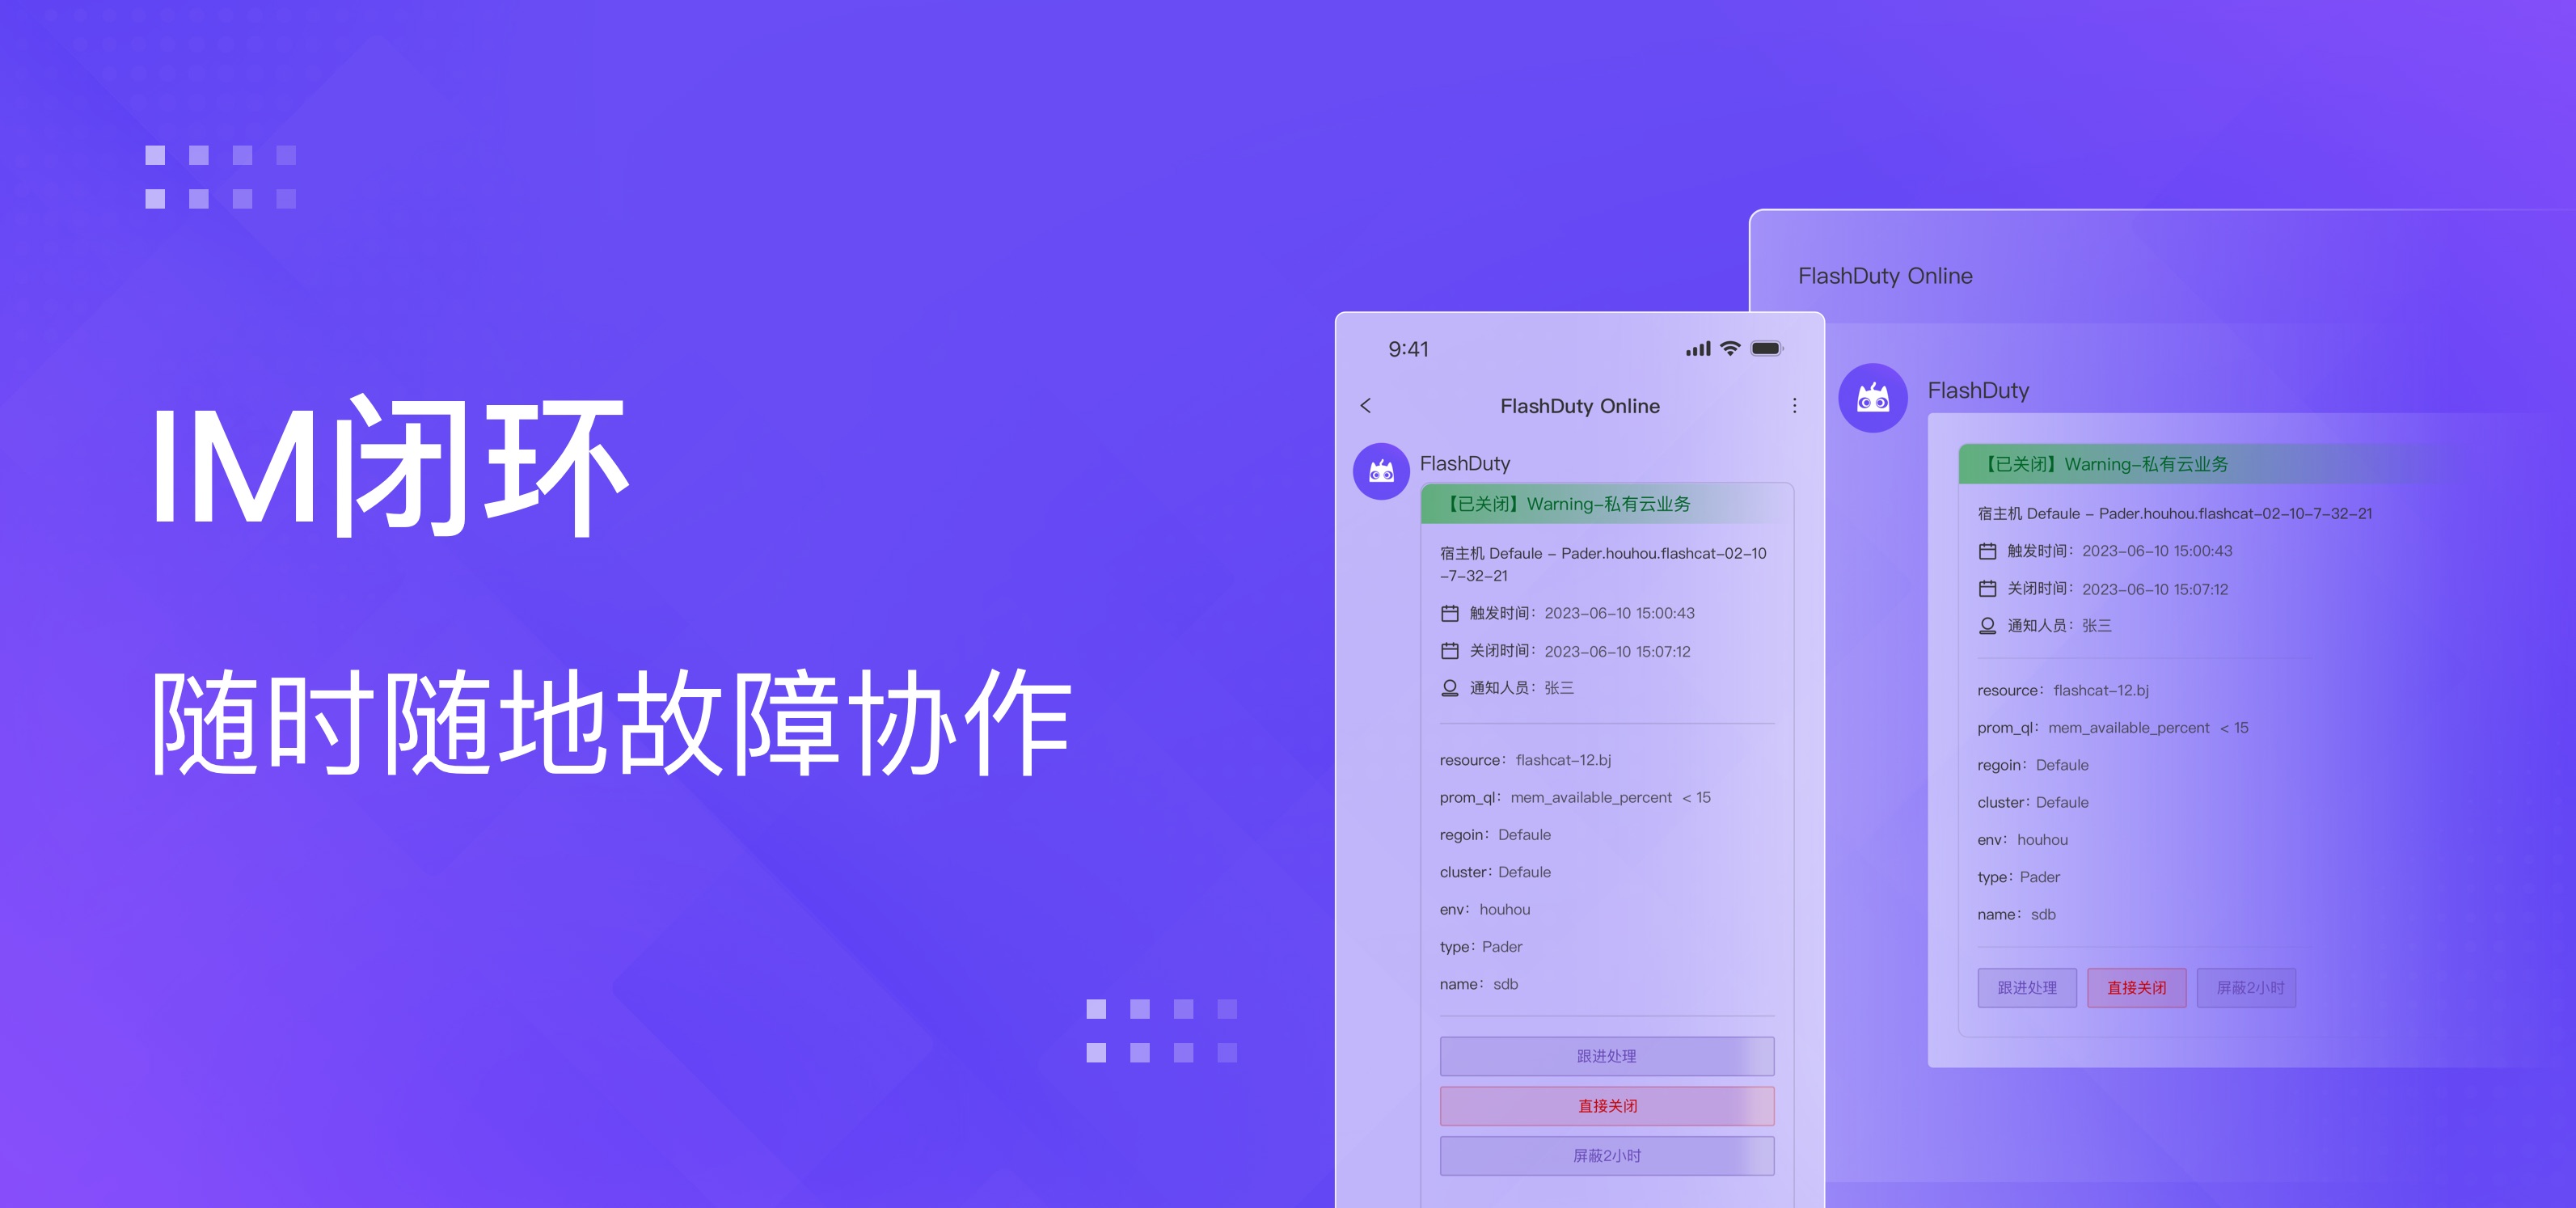 IM闭环
随时随地故障协作
9:41
FlashDuty Online
FlashDuty
【已关闭】Warning-私有云业务
宿主机 Defaule - Pader.houhou.flashcat-02-10
-7-32-21
触发时间：2023-06-10 15:00:43
关闭时间：2023-06-10 15:07:12
通知人员：张三
resource：flashcat-12.bj
prom_ql：mem_available_percent < 15
regoin：Defaule
cluster：Defaule
env：houhou
type：Pader
name：sdb
跟进处理
直接关闭
屏蔽2小时
FlashDuty Online
FlashDuty
【已关闭】Warning-私有云业务
宿主机 Defaule - Pader.houhou.flashcat-02-10-7-32-21
触发时间：2023-06-10 15:00:43
关闭时间：2023-06-10 15:07:12
通知人员：张三
resource：flashcat-12.bj
prom_ql：mem_available_percent < 15
regoin：Defaule
cluster：Defaule
env：houhou
type：Pader
name：sdb
跟进处理 直接关闭 屏蔽2小时